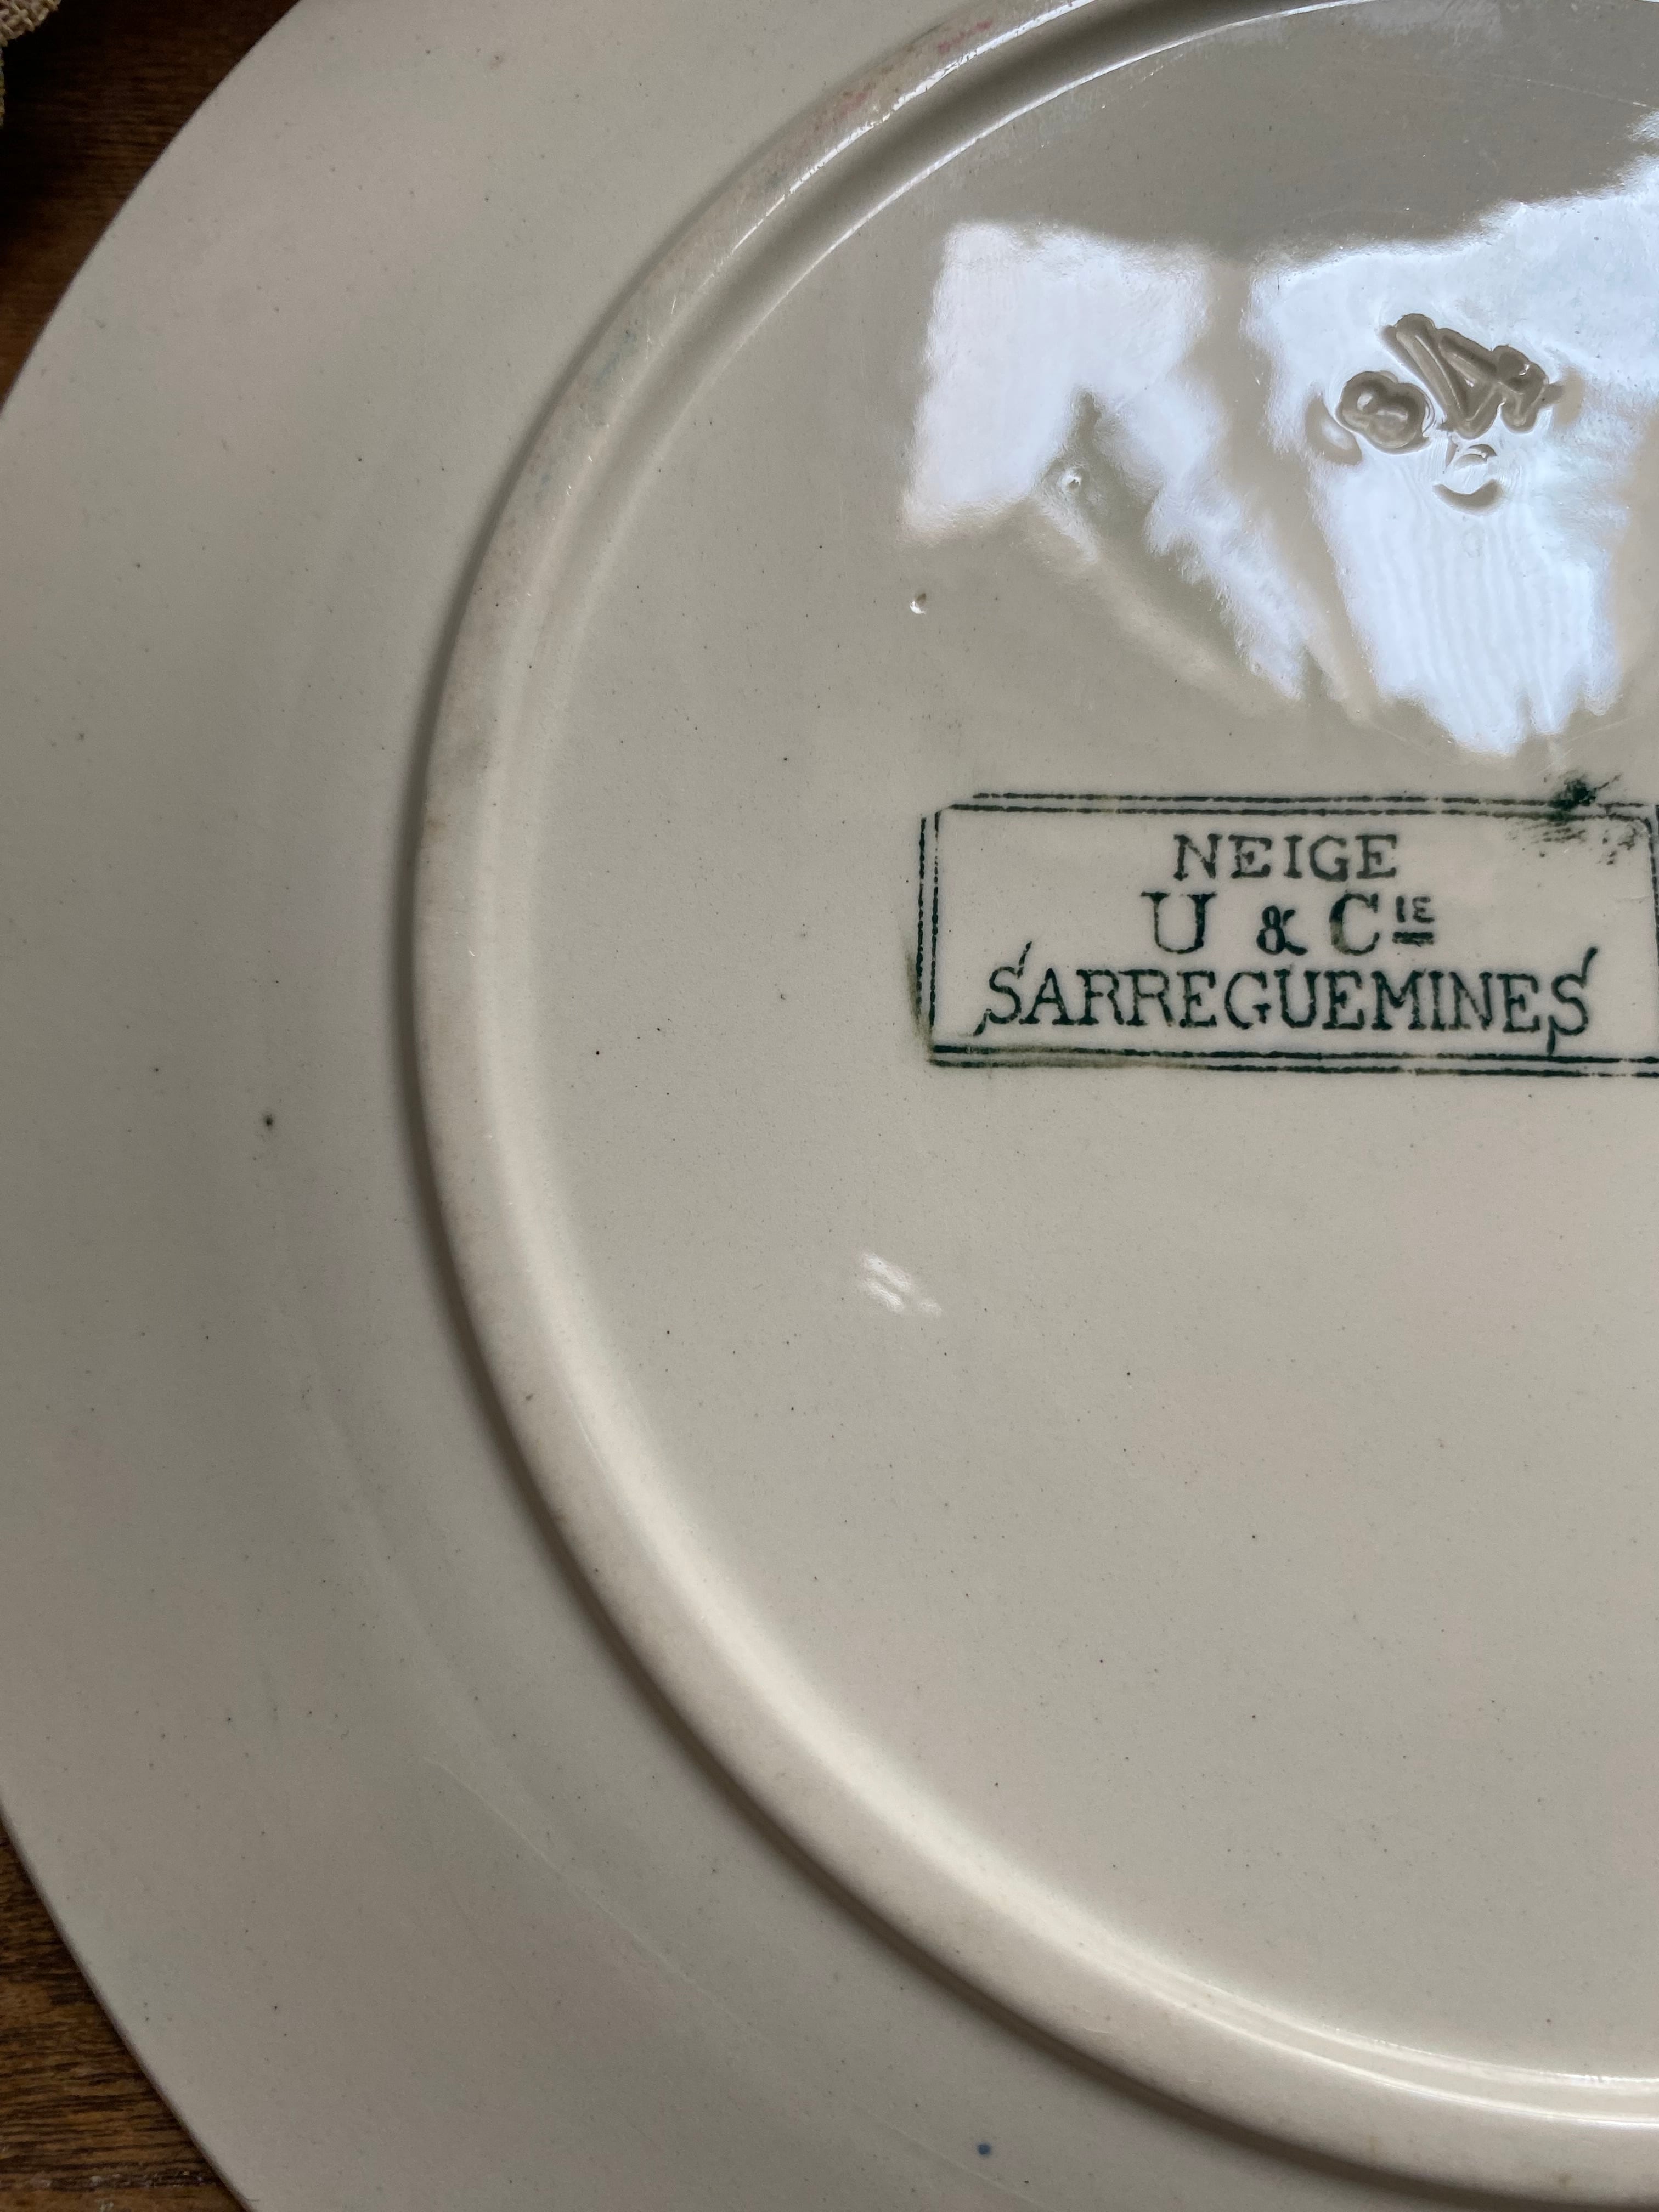 NEIGE
U & Cᴵᴱ
SARREGUEMINES